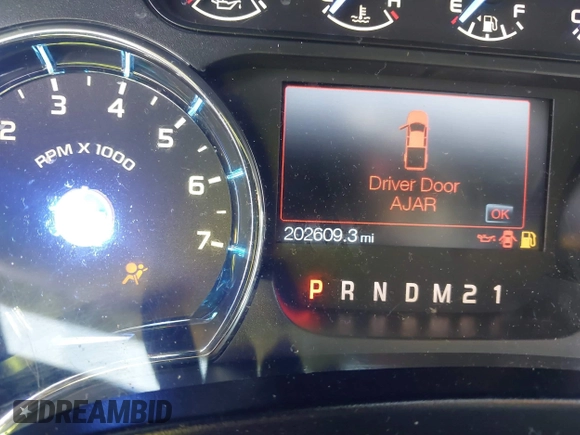 H
E F
2 3 4 5 6 7
RPM X 1000
Driver Door
AJAR
OK
202609.3 mi
P R N D M 2 1
DREAMBID